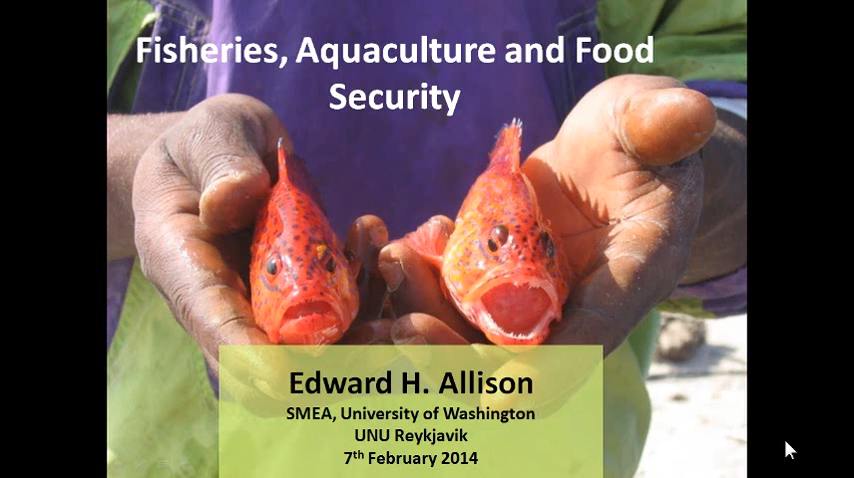 Fisheries, Aquaculture and Food
Security
Edward H. Allison
SMEA, University of Washington
UNU Reykjavik
7th February 2014